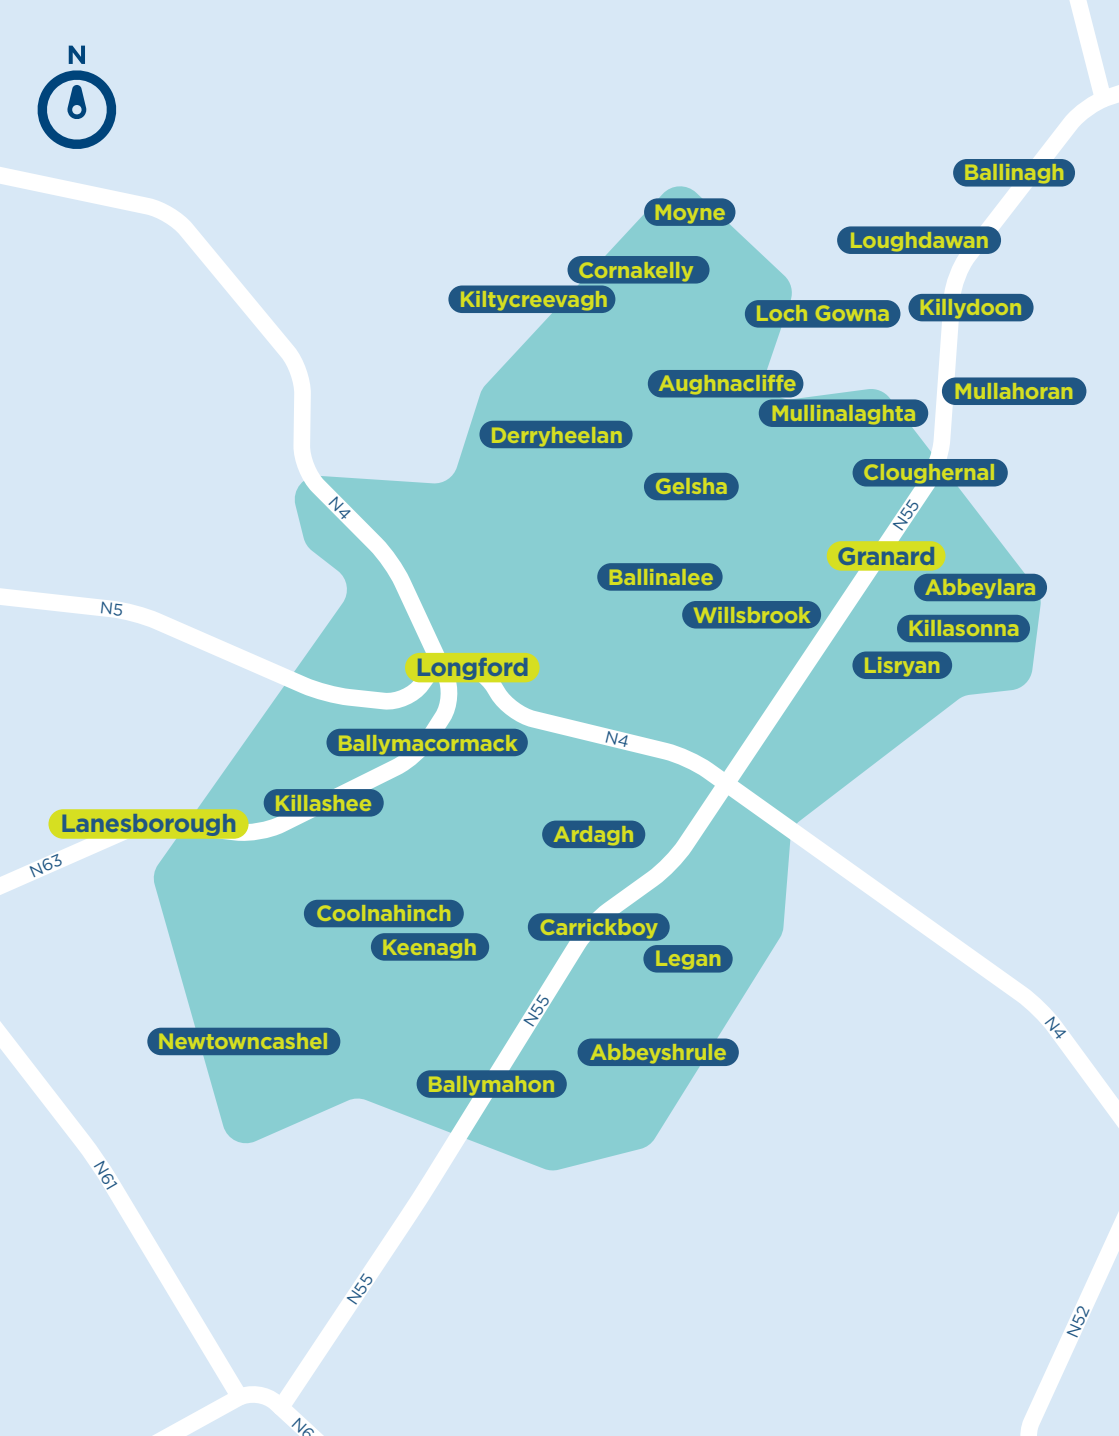 N
Ballinagh
Moyne
Loughdawan
Cornakelly
Kiltycreevagh
Loch Gowna
Killydoon
Aughnacliffe
Mullahoran
Mullinalaghta
Derryheelan
Cloughernal
Gelsha
N4
N55
Granard
Ballinalee
Abbeylara
N5
Willsbrook
Killasonna
Longford
Lisryan
Ballymacormack
N4
Killashee
Lanesborough
Ardagh
N63
Coolnahinch
Carrickboy
Keenagh
Legan
N55
N4
Newtowncashel
Abbeyshrule
Ballymahon
N61
N55
N52
N6